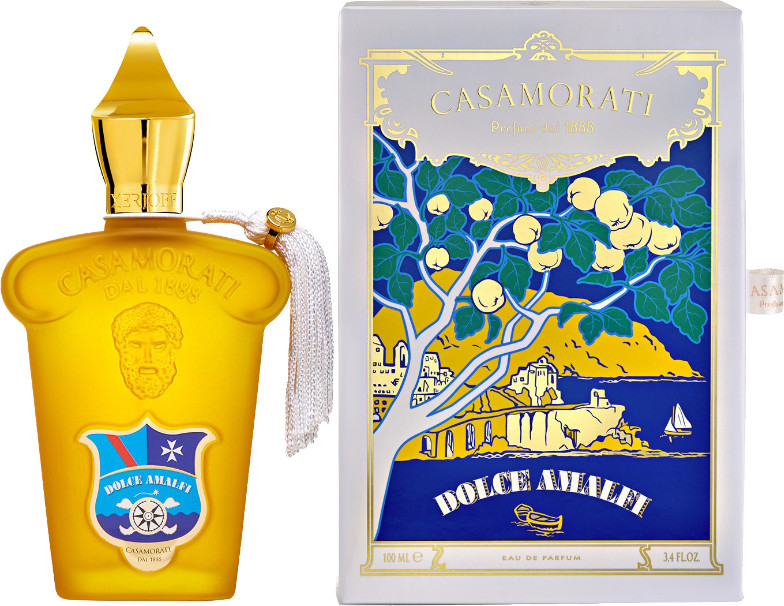 XERJOFF
CASAMORATI
DAL 1888
DOLCE AMALFI
CASAMORATI
DAL 1888
CASAMORATI
Profumi dal 1888
DOLCE AMALFI
100 ML ℮
EAU DE PARFUM
3.4 FL.OZ.
ASAMO